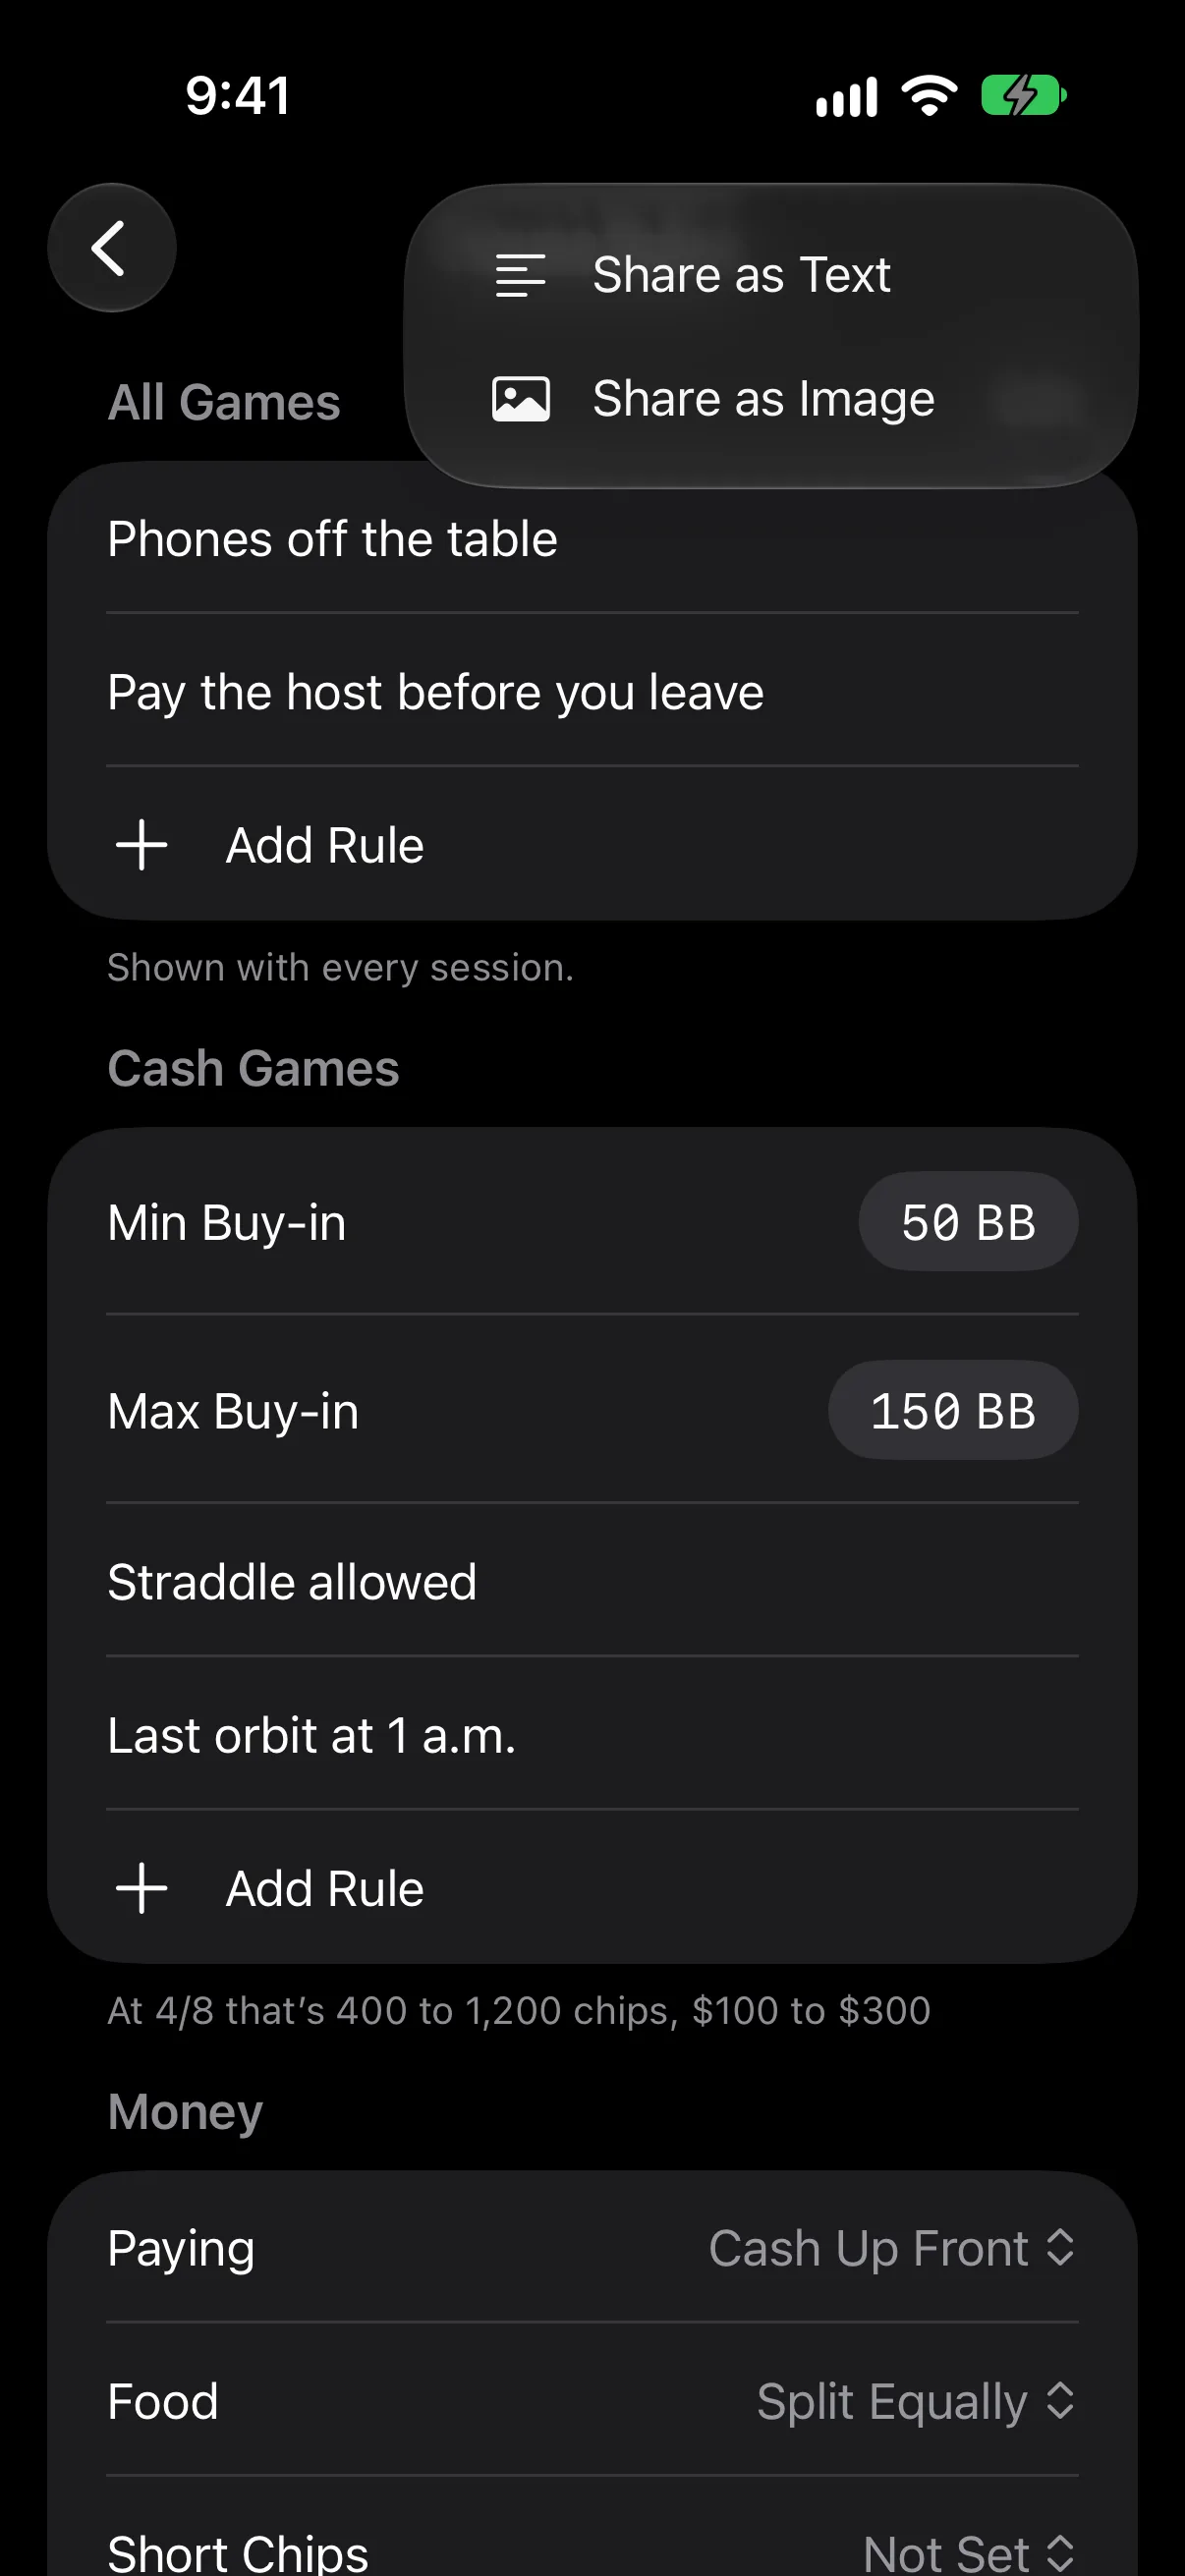 9:41
Share as Text
Share as Image
All Games
Phones off the table
Pay the host before you leave
Add Rule
Shown with every session.
Cash Games
Min Buy-in 50 BB
Max Buy-in 150 BB
Straddle allowed
Last orbit at 1 a.m.
Add Rule
At 4/8 that’s 400 to 1,200 chips, $100 to $300
Money
Paying Cash Up Front
Food Split Equally
Short Chips Not Set